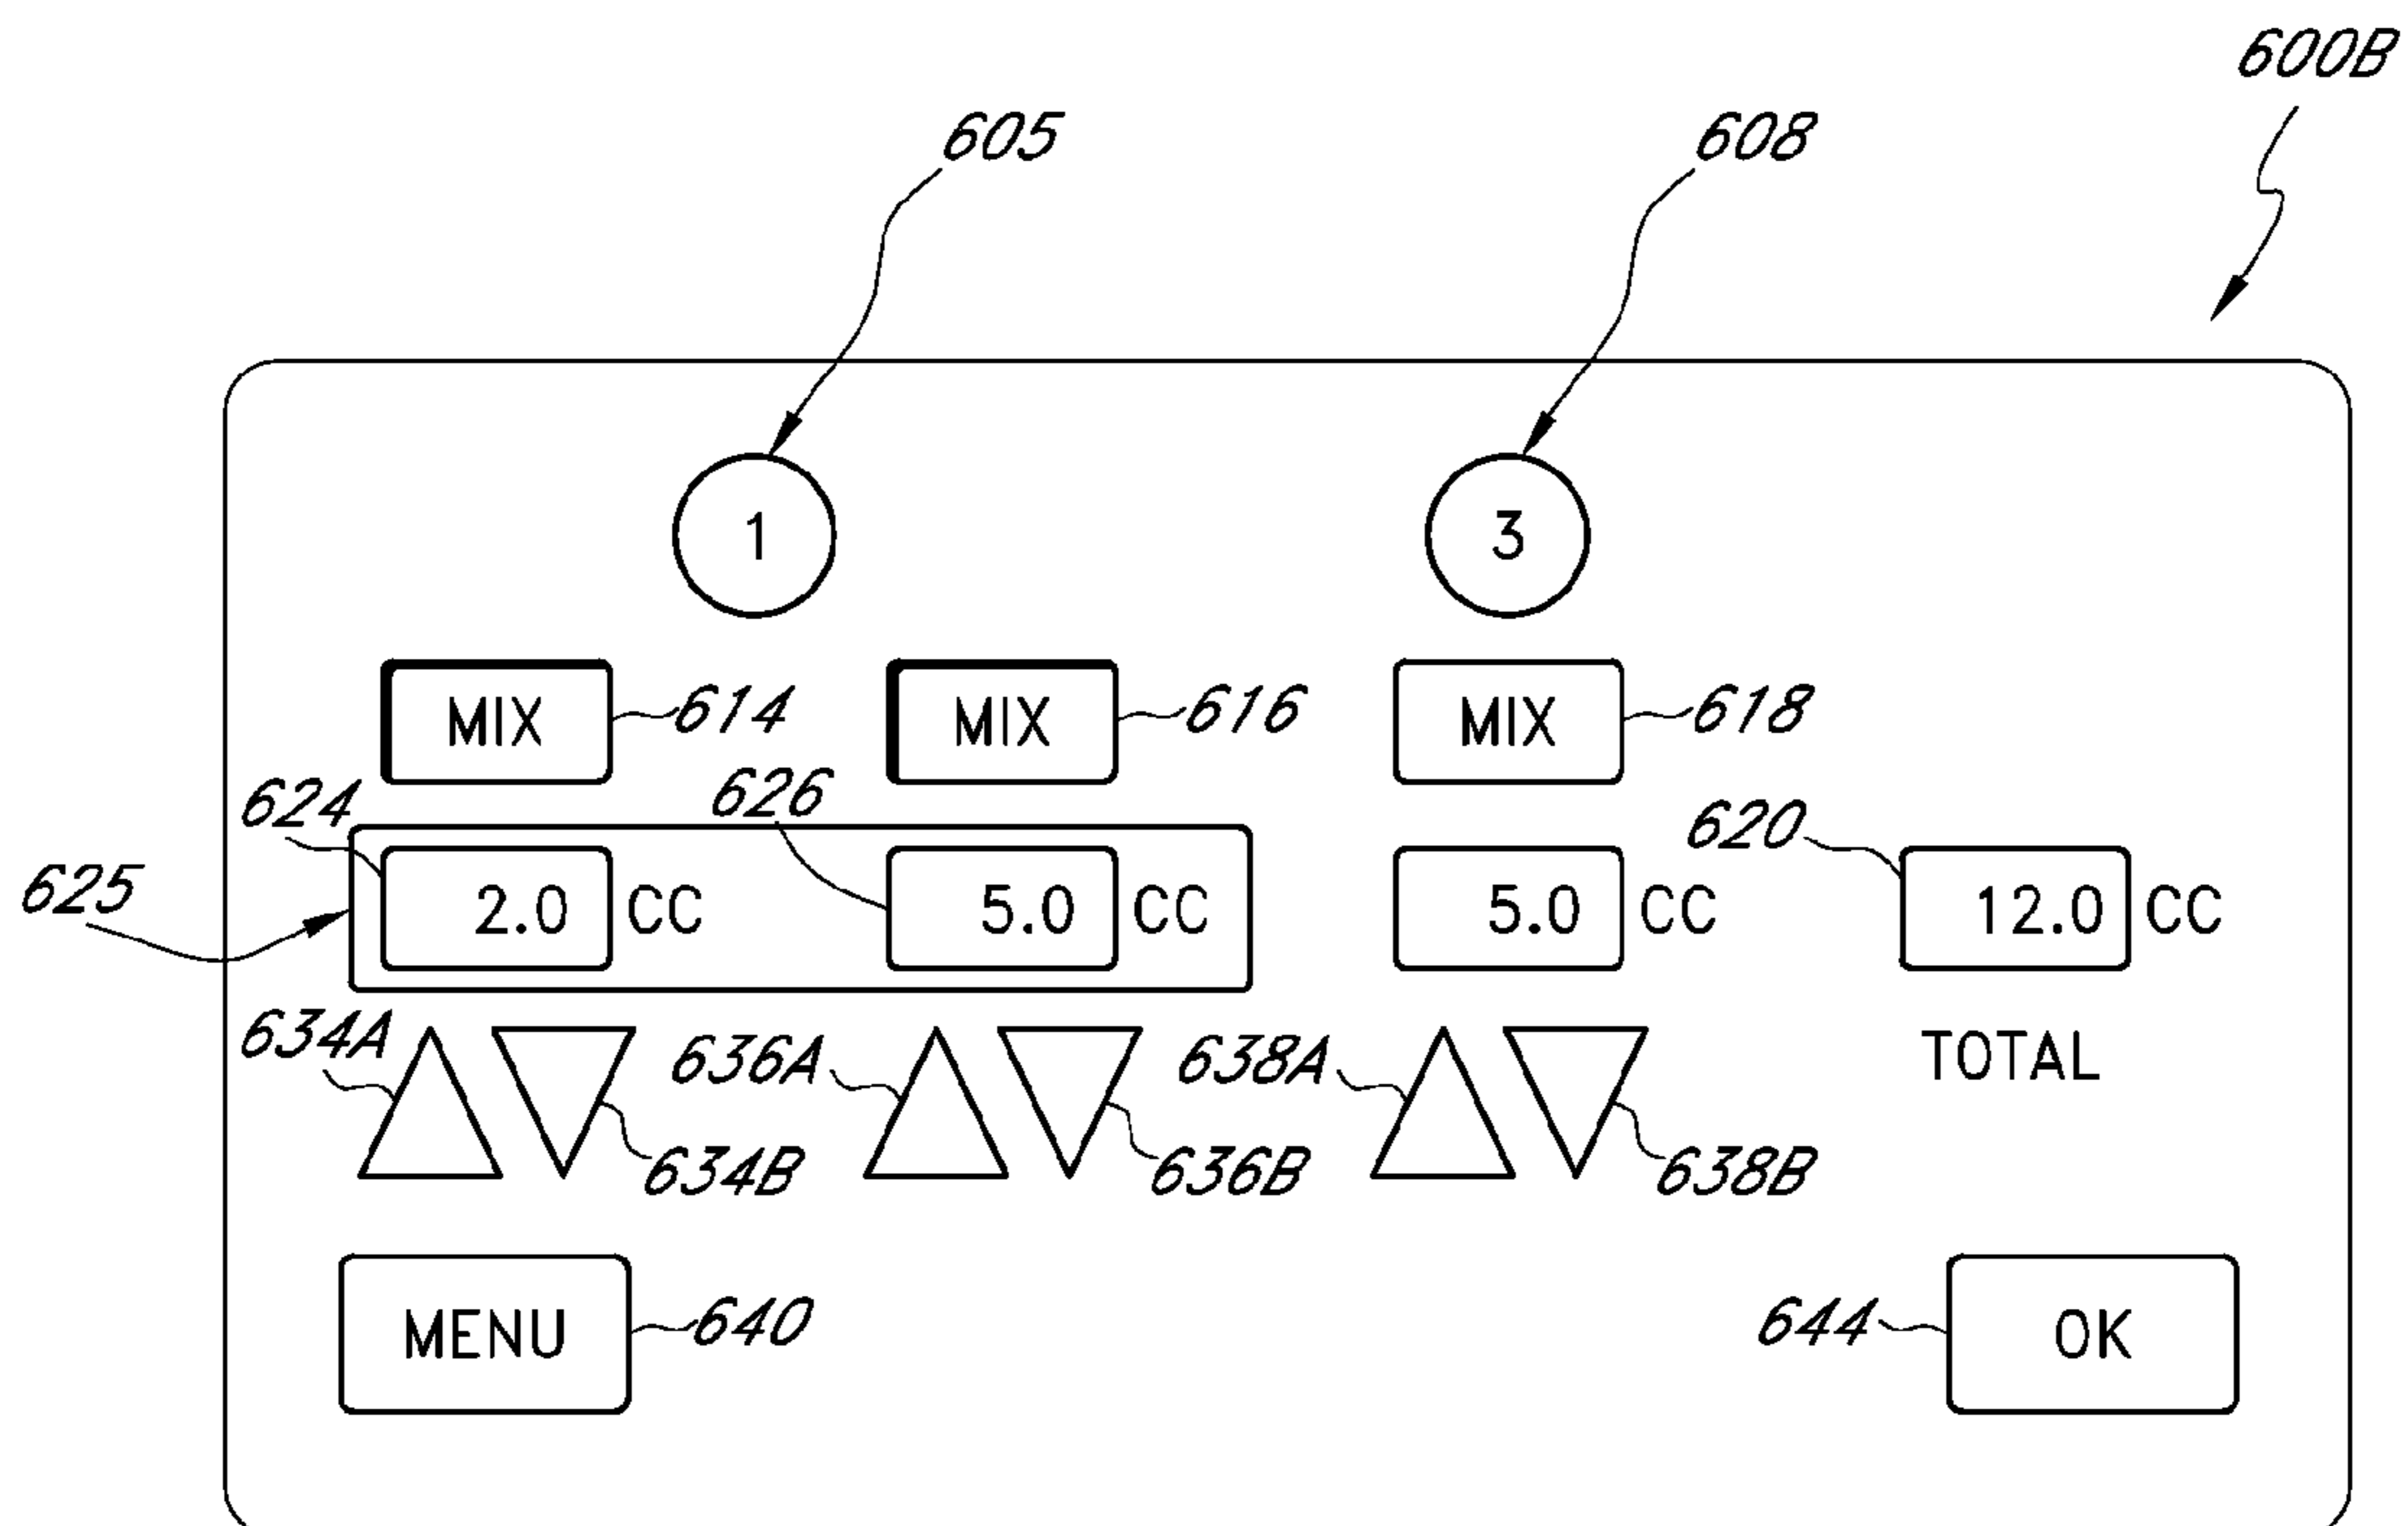 600B
605 608
1 3
MIX 614 MIX 616 MIX 618
624 626 620
625 2.0 CC 5.0 CC 5.0 CC 12.0 CC
634A 636A 638A TOTAL
634B 636B 638B
MENU 640 644 OK